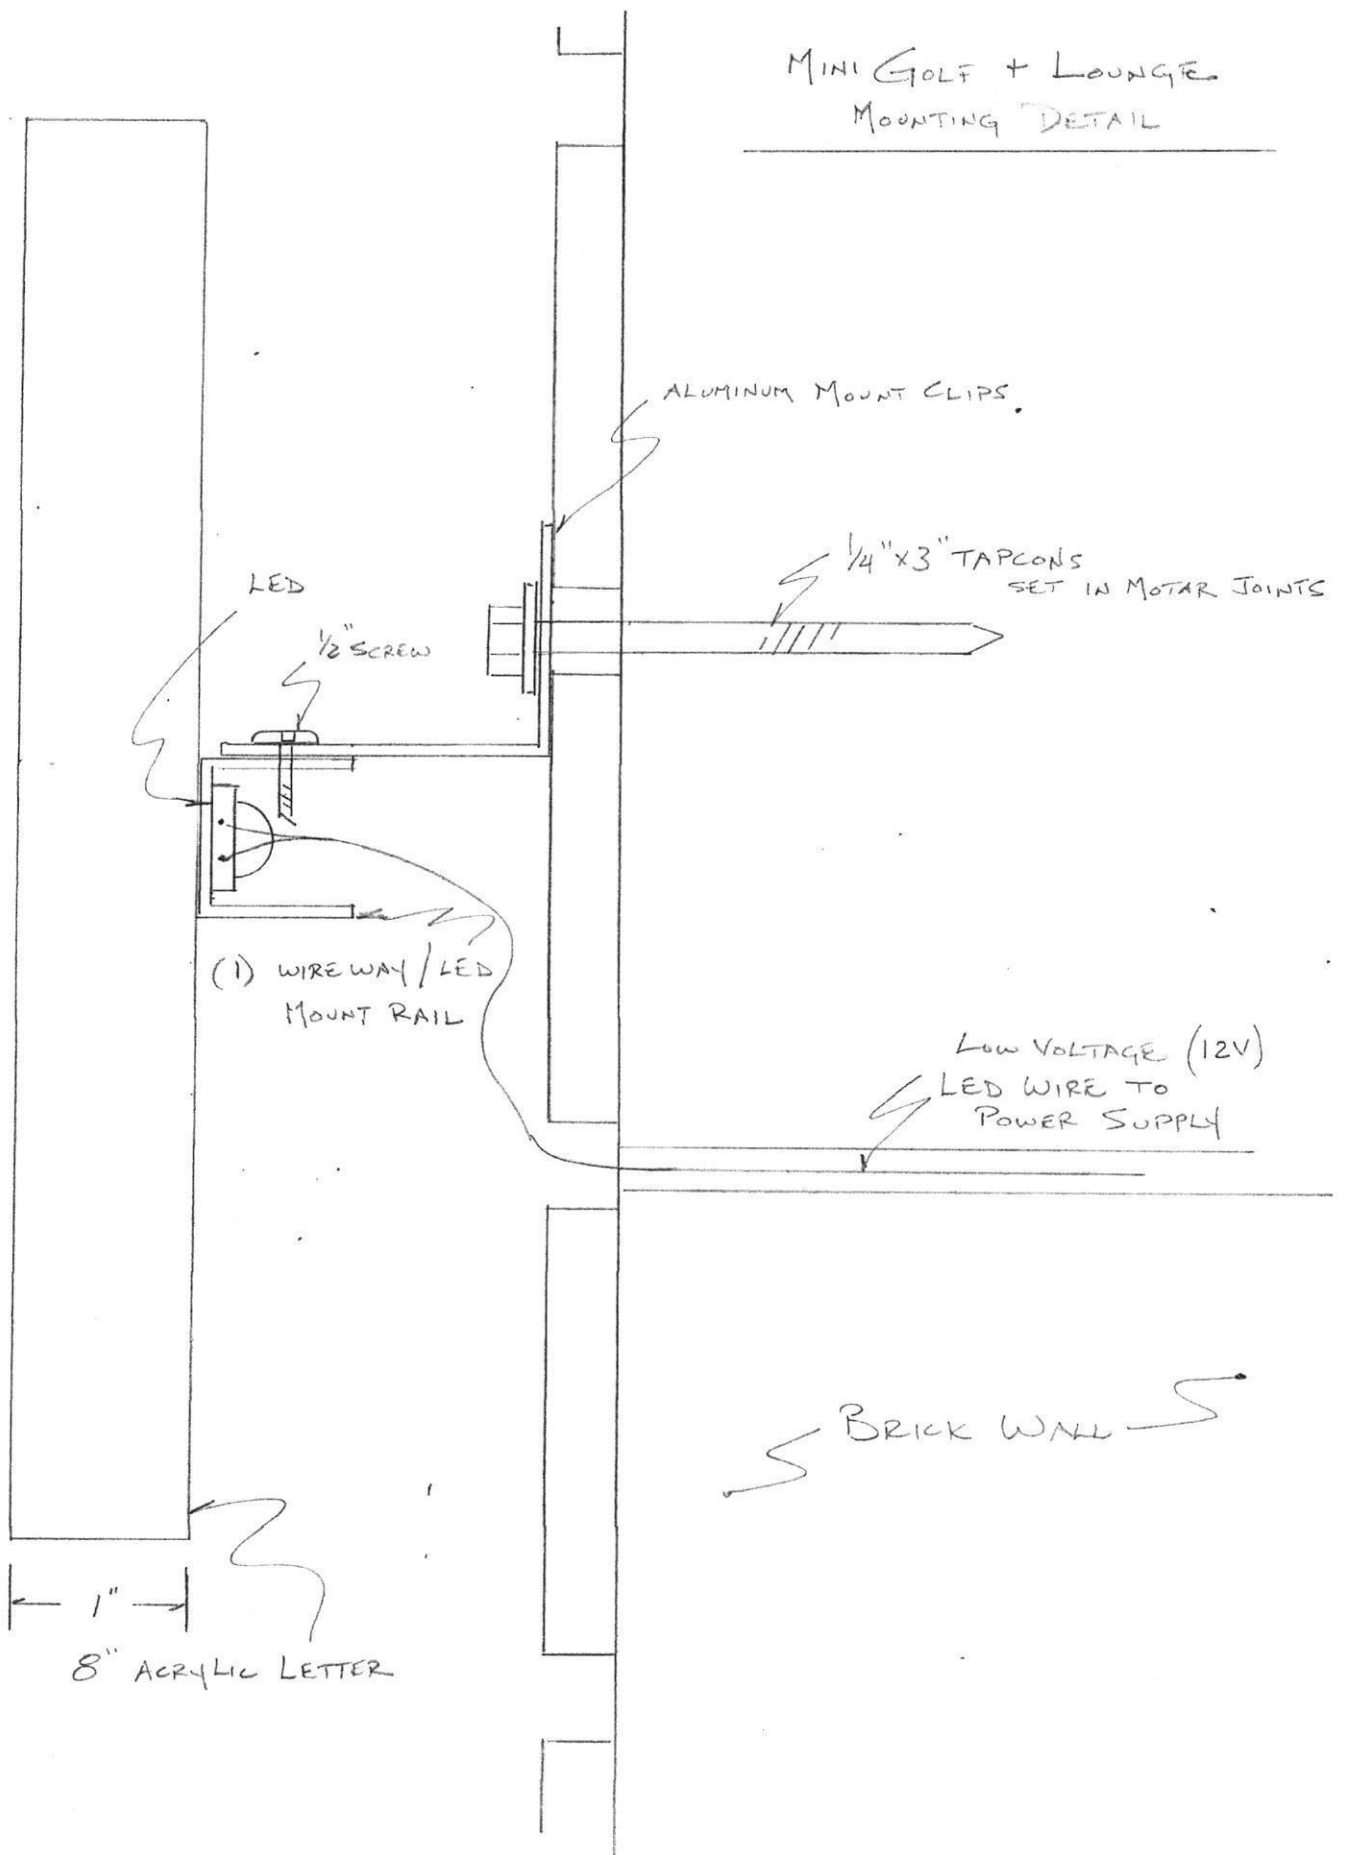 MINI GOLF + LOUNGE
MOUNTING DETAIL
ALUMINUM MOUNT CLIPS.
1/4" x 3" TAPCONS
SET IN MOTAR JOINTS
LED
1/2" SCREW
(1) WIREWAY / LED
MOUNT RAIL
LOW VOLTAGE (12V)
LED WIRE TO
POWER SUPPLY
BRICK WALL
1"
8" ACRYLIC LETTER